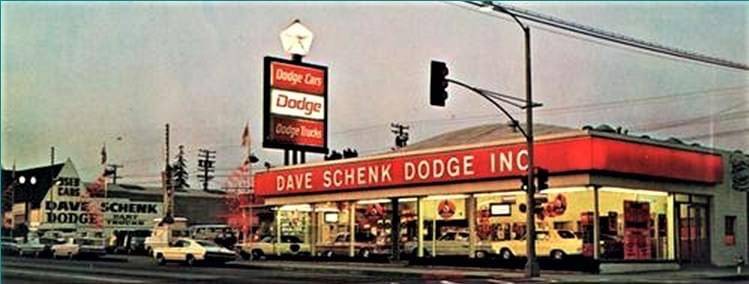 Dodge Cars
Dodge
Dodge Trucks
DAVE SCHENK DODGE INC
USED
CARS
DAVE SCHENK
DODGE